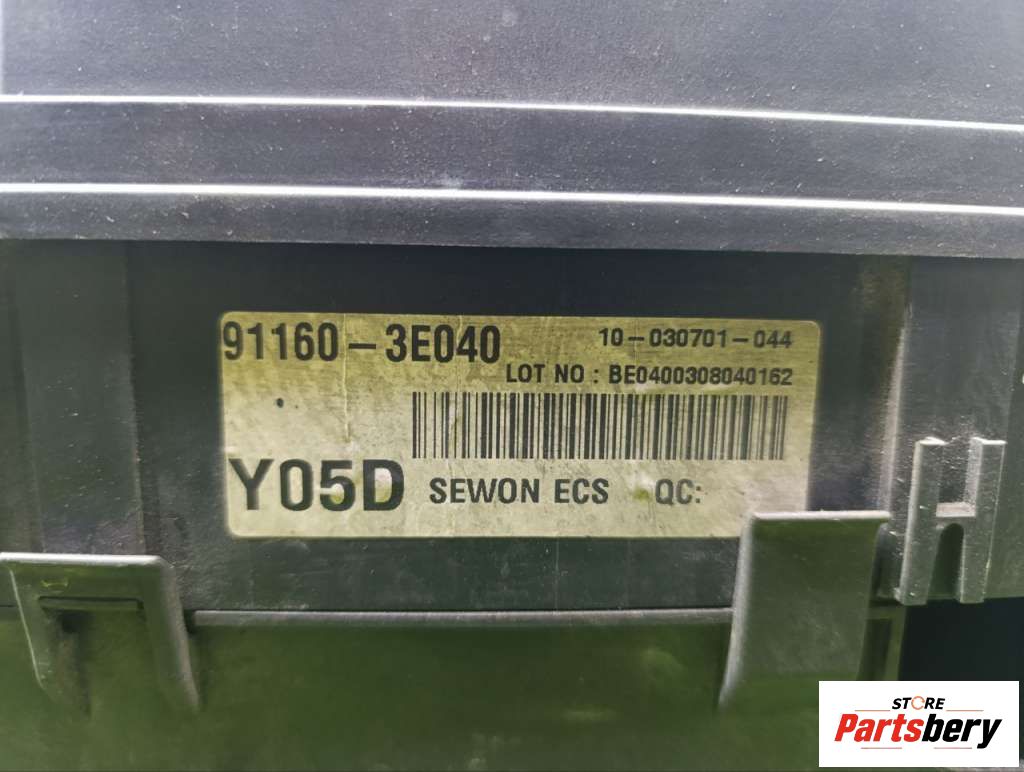 91160-3E040
10-030701-044
LOT NO : BE0400308040162
Y05D SEWON ECS QC:
STORE
Partsbery